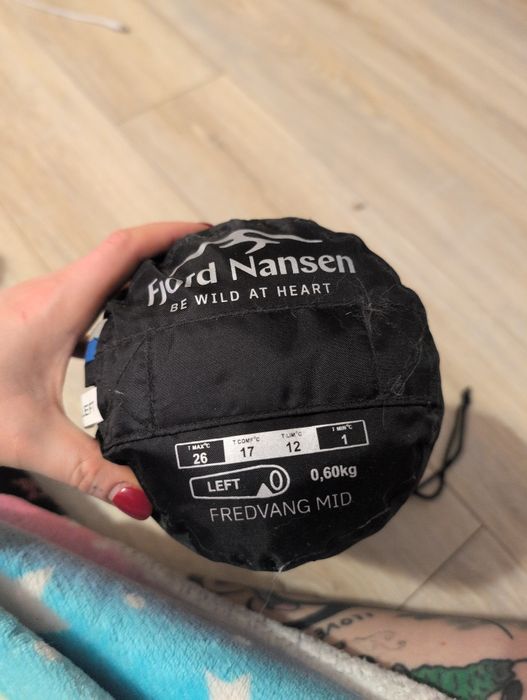 Fjord Nansen
BE WILD AT HEART
T MAX°C T COMF°C T LIM°C T MIN°C
26 17 12 1
LEFT 0,60kg
FREDVANG MID
LEFT